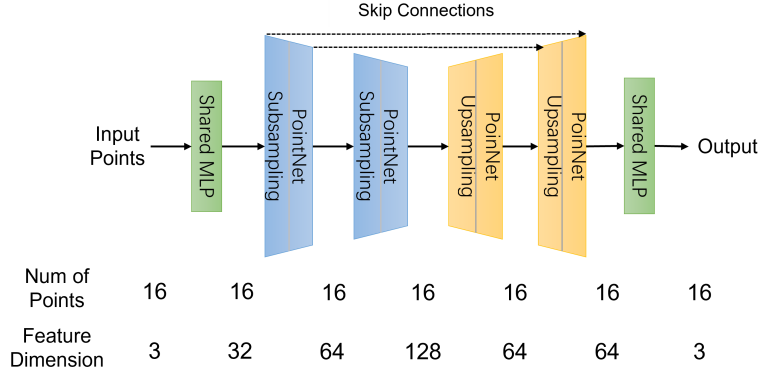 Skip Connections
Input
Points
Shared MLP
PointNet
Subsampling
PointNet
Subsampling
PoinNet
Upsampling
PoinNet
Upsampling
Shared MLP
Output
Num of
Points
16 16 16 16 16 16 16
Feature
Dimension
3 32 64 128 64 64 3